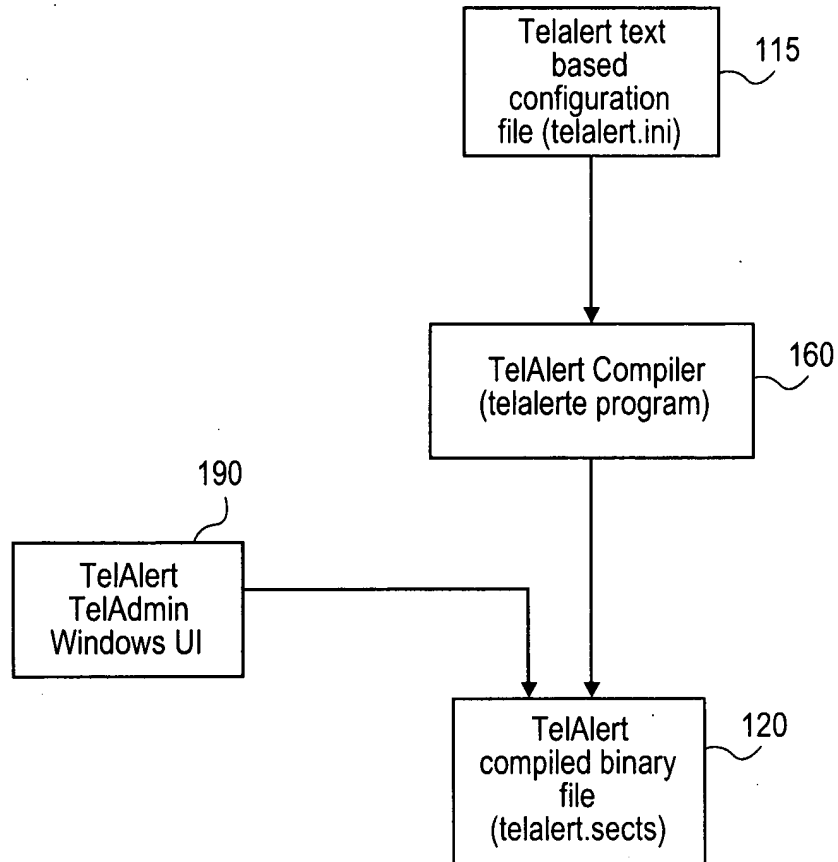 Telalert text
based
configuration
file (telalert.ini)
115
TelAlert Compiler
(telalerte program)
160
190
TelAlert
TelAdmin
Windows UI
TelAlert
compiled binary
file
(telalert.sects)
120